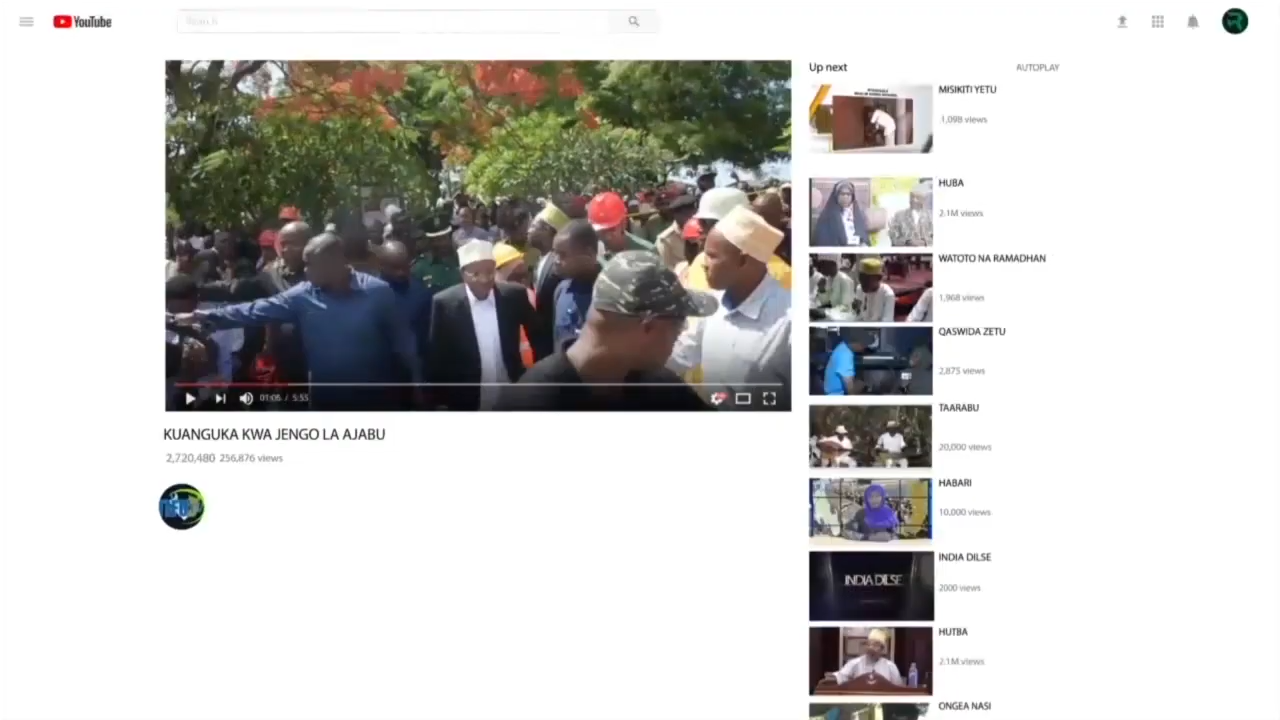 YouTube
Search
01:06 / 5:55
KUANGUKA KWA JENGO LA AJABU
2,720,480 256,876 views
Up next
AUTOPLAY
MISIKITI YETU
1,098 views
HUBA
2.1M views
WATOTO NA RAMADHAN
1,968 views
QASWIDA ZETU
2,875 views
TAARABU
20,000 views
HABARI
10,000 views
INDIA DILSE
INDIA DILSE
2000 views
HUTBA
2.1M views
ONGEA NASI